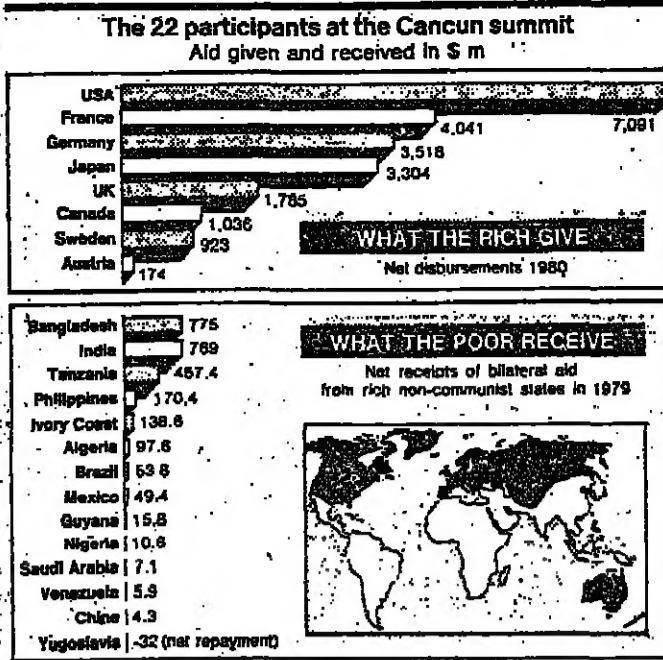 The 22 participants at the Cancun summit
Aid given and received in $ m
USA 7,091
France 4,041
Germany 3,518
Japan 3,304
UK 1,785
Canada 1,036
Sweden 923
Austria 174
WHAT THE RICH GIVE
Net disbursements 1980
Bangladesh 775
India 769
Tanzania 457.4
Philippines 170.4
Ivory Coast 138.6
Algeria 97.6
Brazil 53.8
Mexico 49.4
Guyana 15.8
Nigeria 10.6
Saudi Arabia 7.1
Venezuela 5.9
China 4.3
Yugoslavia -32 (net repayment)
WHAT THE POOR RECEIVE
Net receipts of bilateral aid
from rich non-communist states in 1979